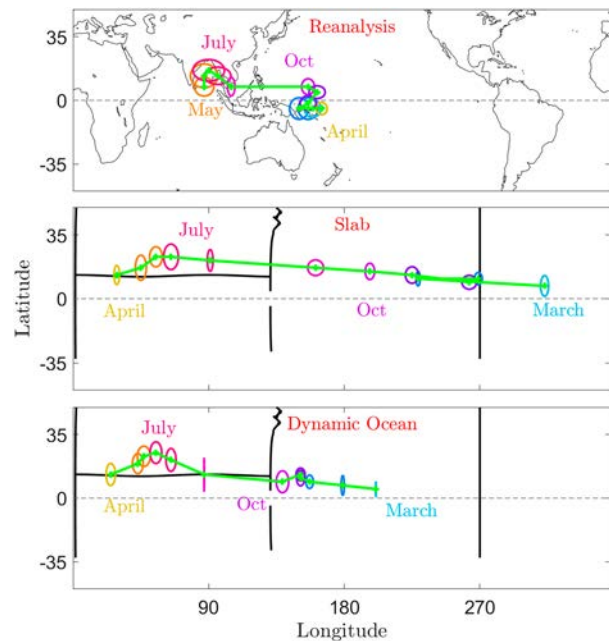 35
July
Reanalysis
Oct
0
May
April
-35
35
July
Slab
Latitude
0
April
Oct
March
-35
35
July
Dynamic Ocean
0
April
Oct
March
-35
90
180
270
Longitude